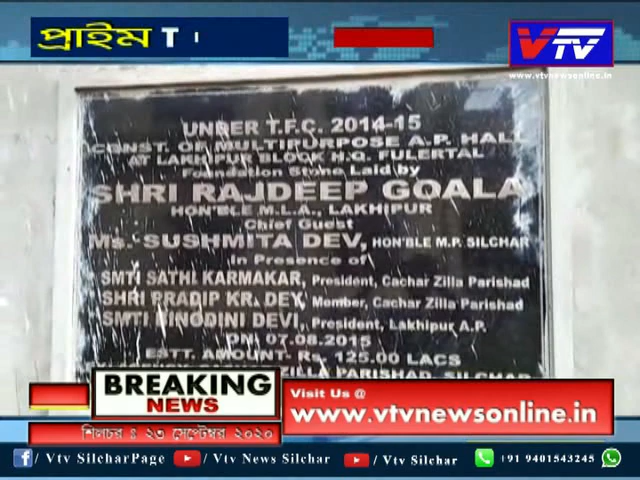 প্রাইম T
VTV
www.vtvnewsonline.in
UNDER T.F.C. 2014-15
CONST. OF MULTIPURPOSE A.P. HALL
AT LAKHIPUR BLOCK H.Q. FULERTAL
Foundation Stone Laid by
SHRI RAJDEEP GOALA
HON'BLE M.L.A., LAKHIPUR
Chief Guest
Ms. SUSHMITA DEV, HON'BLE M.P. SILCHAR
In Presence of
SMTI SATHI KARMAKAR, President, Cachar Zilla Parishad
SHRI PRADIP KR. DEY, Member, Cachar Zilla Parishad
SMTI BINODINI DEVI, President, Lakhipur A.P.
ON 07.08.2015
ESTT. AMOUNT- Rs. 125.00 LACS
ZILLA PARISHAD, SILCHAR
BREAKING
NEWS
Visit Us @
www.vtvnewsonline.in
শিলচর ঃ ২৩ সেপ্টেম্বর ২০২০
/ Vtv SilcharPage
/ Vtv News Silchar
/ Vtv Silchar
+91 9401543245